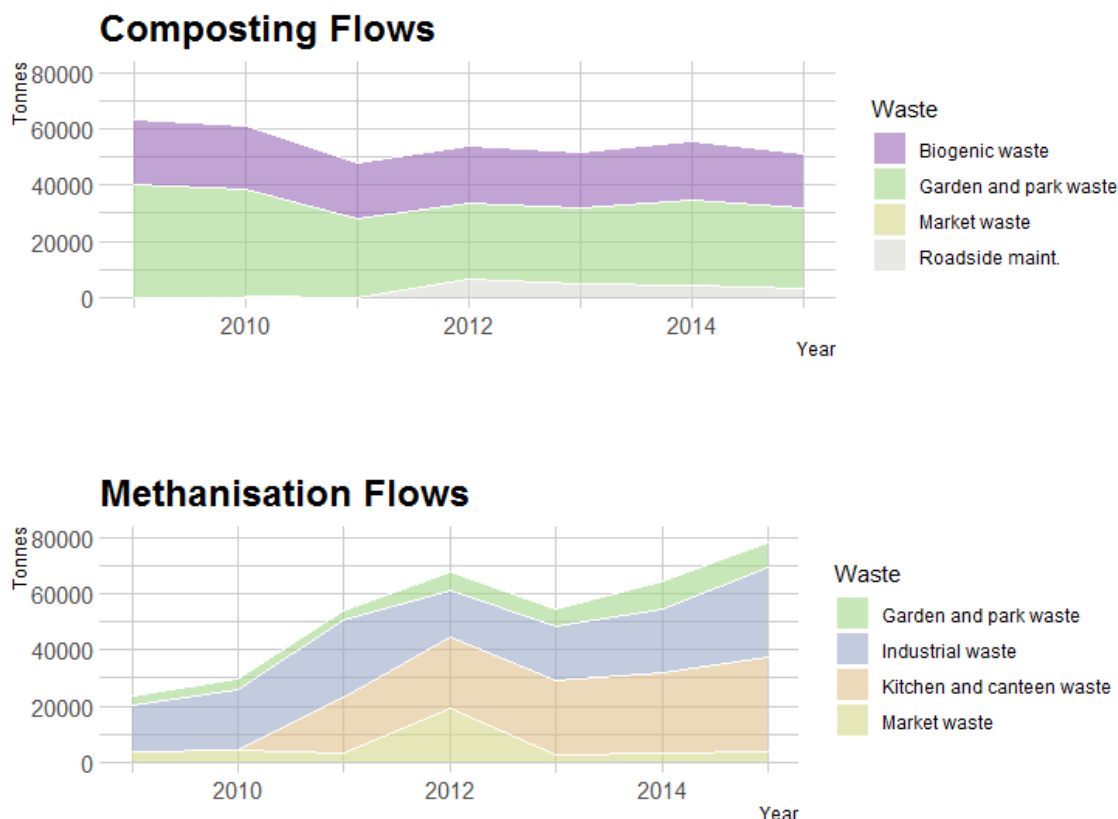 Composting Flows
Tonnes
80000
60000
40000
20000
0
2010
2012
2014
Year
Waste
Biogenic waste
Garden and park waste
Market waste
Roadside maint.
Methanisation Flows
Tonnes
80000
60000
40000
20000
0
2010
2012
2014
Year
Waste
Garden and park waste
Industrial waste
Kitchen and canteen waste
Market waste